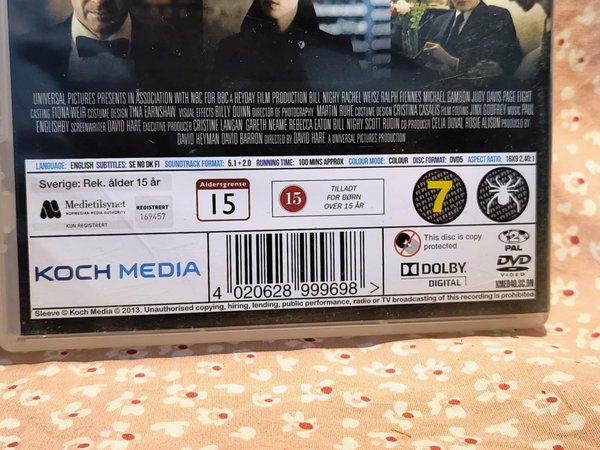 UNIVERSAL PICTURES PRESENTS IN ASSOCIATION WITH NBC FOR BBC A HEYDAY FILM PRODUCTION BILL NIGHY RACHEL WEISZ RALPH FIENNES MICHAEL GAMBON JUDY DAVIS PAGE EIGHT
CASTING FIONA WEIR COSTUME DESIGN TINA EARNSHAW VISUAL EFFECTS BILLY QUINN DIRECTOR OF PHOTOGRAPHY MARTIN RUHE COSTUME DESIGN CRISTINA CASALIS FILM EDITING JINX GODFREY MUSIC PAUL
ENGLISHBY SCREENWRITER DAVID HARE EXECUTIVE PRODUCER CRISTINE LANGAN GARETH NEAME REBECCA EATON BILL NIGHY SCOTT RUDIN CO PRODUCER CELIA DUVAL ROSIE ALISON PRODUCED BY
DAVID HEYMAN DAVID BARRON DIRECTED BY DAVID HARE A UNIVERSAL PICTURES PRODUCTION
LANGUAGE: ENGLISH SUBTITLES: SE NO DK FI SOUNDTRACK FORMAT: 5.1 + 2.0 RUNNING TIME: 100 MINS APPROX COLOUR MODE: COLOUR DISC FORMAT: DVD5 ASPECT RATIO: 16X9 2.40:1
Sverige: Rek. ålder 15 år
Medietilsynet
NORWEGIAN MEDIA AUTHORITY
REGISTRERT
169457
KUN REGISTRERT
Aldersgrense
15
15
TILLADT
FOR BØRN
OVER 15 ÅR
7
KOCH MEDIA
4 020628 999698 >
This disc is copy
protected
DOLBY
DIGITAL
PAL
DVD
VIDEO
KMED40.SC.DN
Sleeve © Koch Media © 2013. Unauthorised copying, hiring, lending, public performance, radio or TV broadcasting of this recording is prohibited.